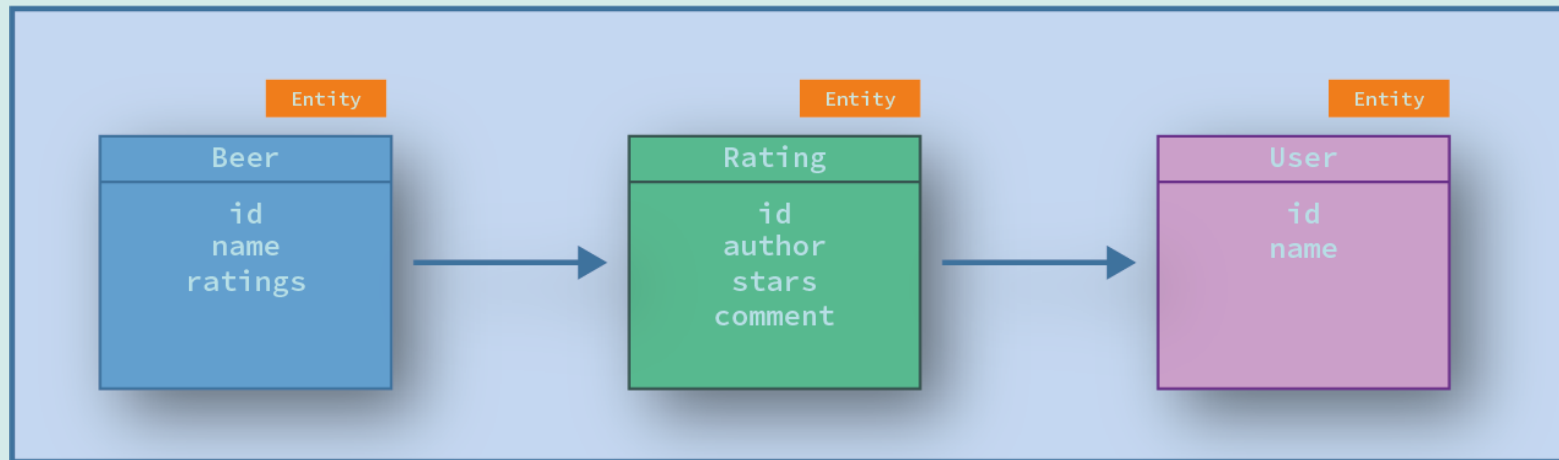 Entity
Beer
id
name
ratings
Entity
Rating
id
author
stars
comment
Entity
User
id
name